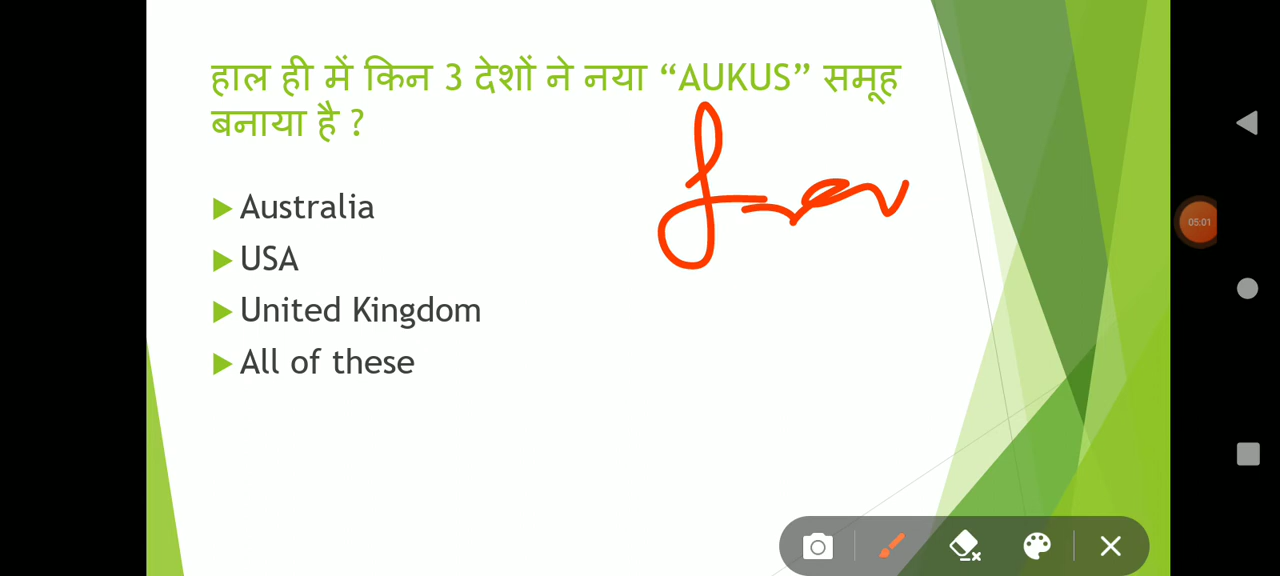 हाल ही में किन 3 देशों ने नया “AUKUS” समूह
बनाया है ?
Australia
USA
United Kingdom
All of these
05:01